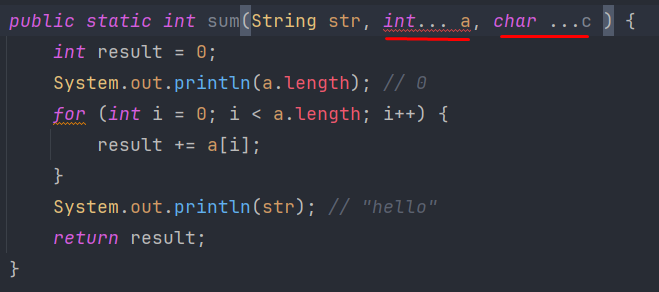 public static int sum(String str, int... a, char ...c ) {
    int result = 0;
    System.out.println(a.length); // 0
    for (int i = 0; i < a.length; i++) {
        result += a[i];
    }
    System.out.println(str); // "hello"
    return result;
}